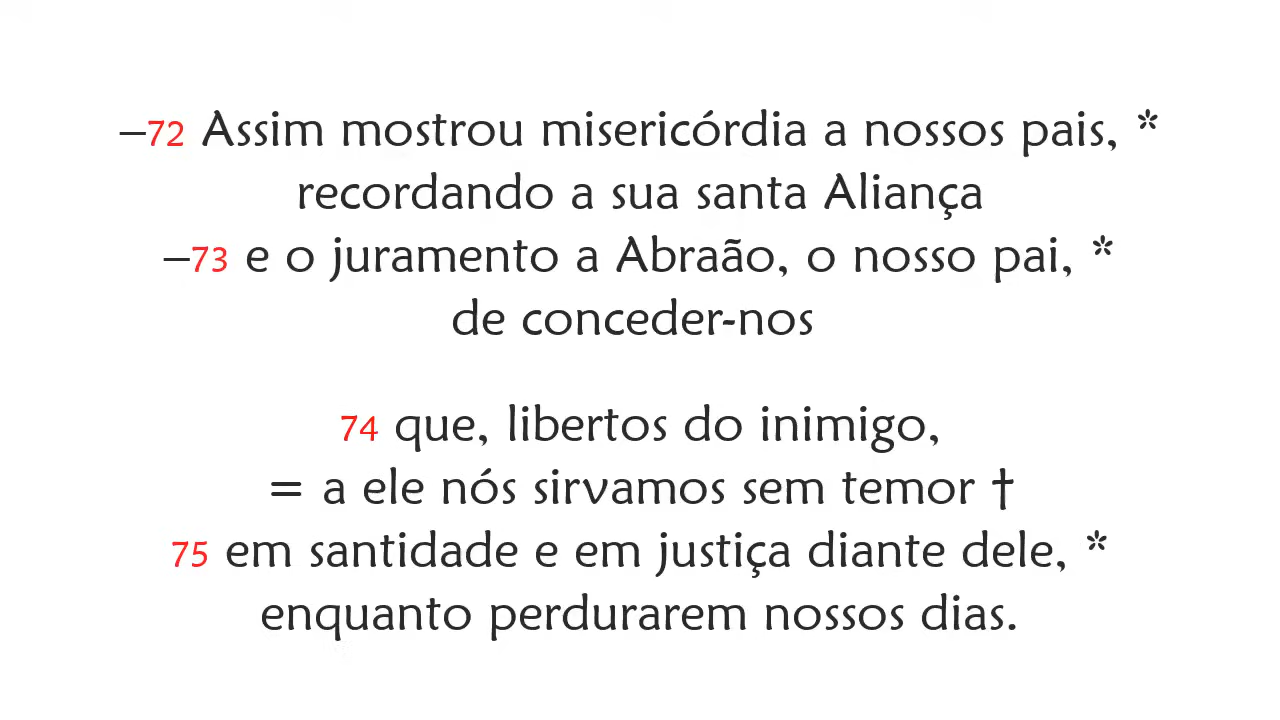 –72 Assim mostrou misericórdia a nossos pais, *
recordando a sua santa Aliança
–73 e o juramento a Abraão, o nosso pai, *
de conceder-nos
74 que, libertos do inimigo,
= a ele nós sirvamos sem temor †
75 em santidade e em justiça diante dele, *
enquanto perdurarem nossos dias.